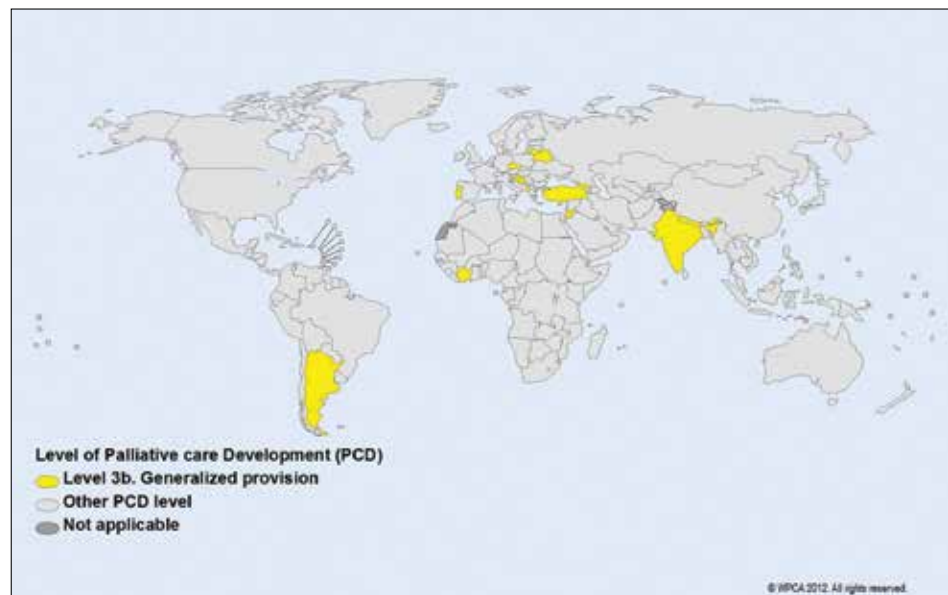 Level of Palliative care Development (PCD)
Level 3b. Generalized provision
Other PCD level
Not applicable
© WPCA 2012. All rights reserved.